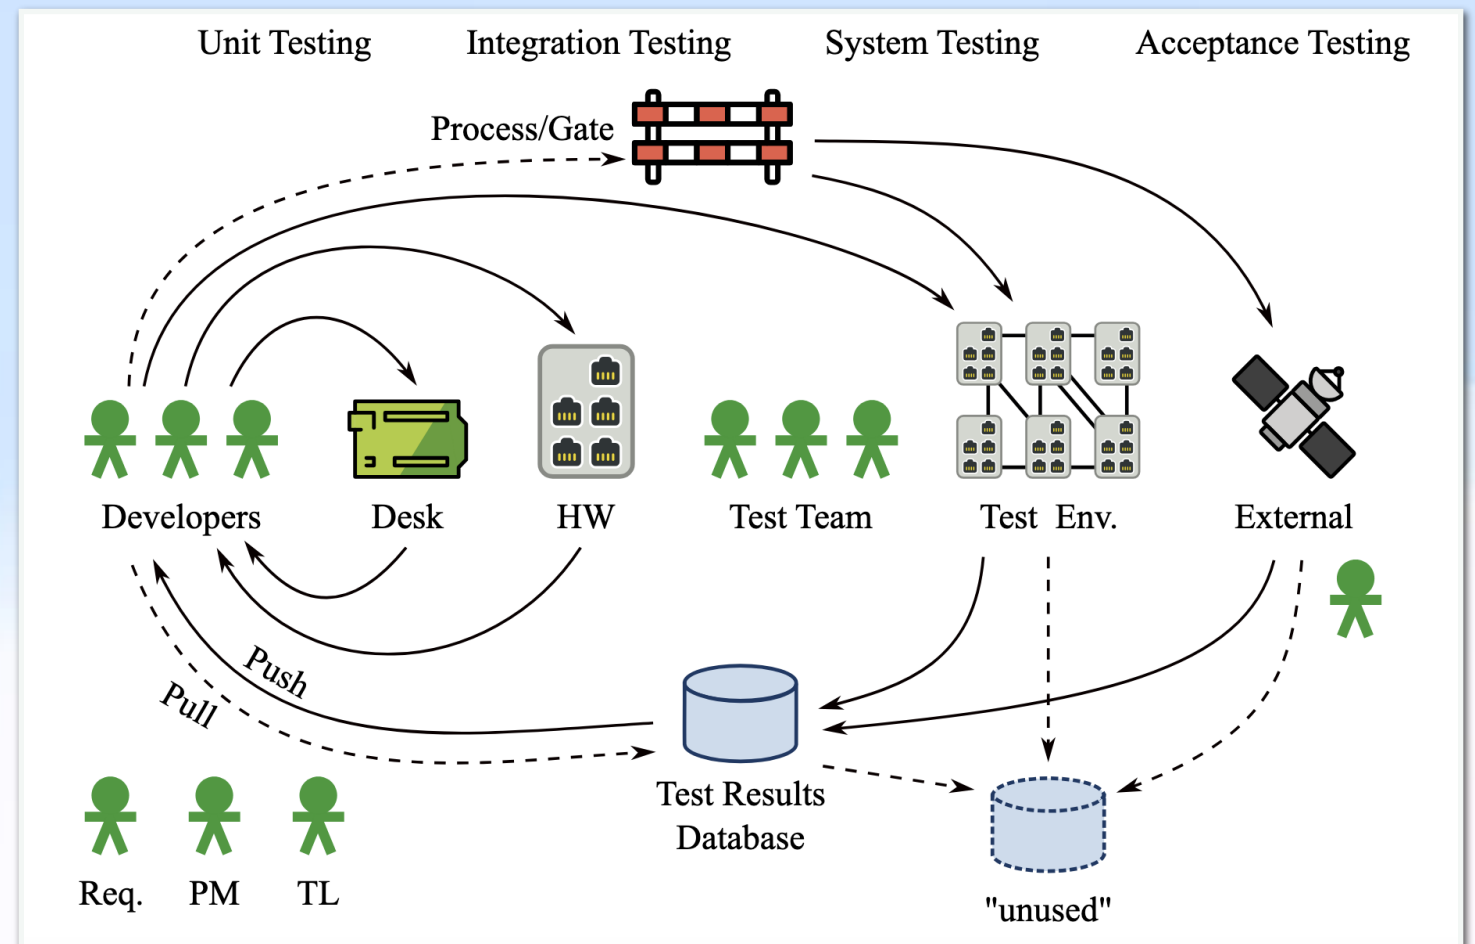 Unit Testing
Integration Testing
System Testing
Acceptance Testing
Process/Gate
Developers
Desk
HW
Test Team
Test Env.
External
Push
Pull
Test Results
Database
Req.
PM
TL
"unused"